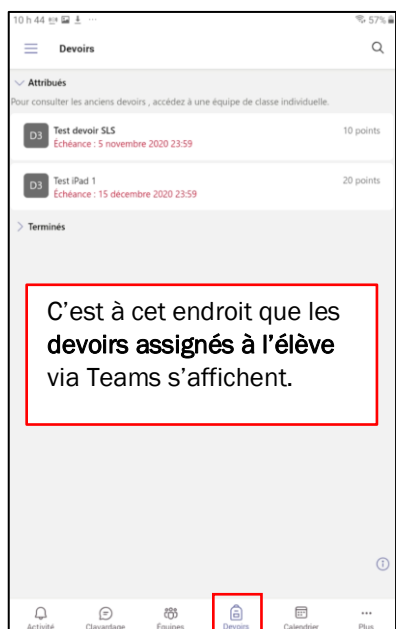 10 h 44
57%
Devoirs
Attribués
Pour consulter les anciens devoirs , accédez à une équipe de classe individuelle.
D3
Test devoir SLS
10 points
Échéance : 5 novembre 2020 23:59
D3
Test iPad 1
20 points
Échéance : 15 décembre 2020 23:59
Terminés
C'est à cet endroit que les
devoirs assignés à l'élève
via Teams s'affichent.
Activité Clavardage Équipes Devoirs Calendrier Plus